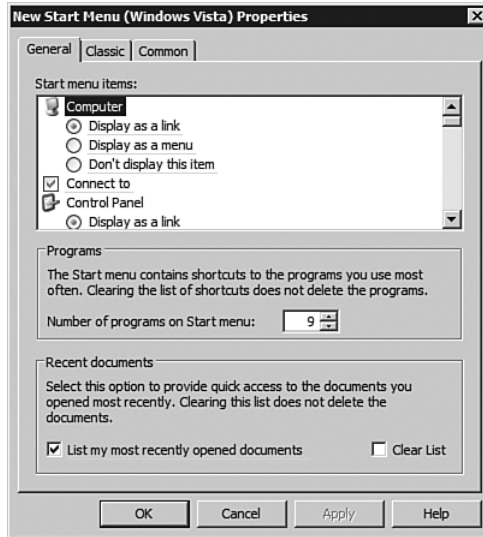 New Start Menu (Windows Vista) Properties
General Classic Common
Start menu items:
Computer
Display as a link
Display as a menu
Don't display this item
Connect to
Control Panel
Display as a link
Programs
The Start menu contains shortcuts to the programs you use most
often. Clearing the list of shortcuts does not delete the programs.
Number of programs on Start menu: 9
Recent documents
Select this option to provide quick access to the documents you
opened most recently. Clearing this list does not delete the
documents.
List my most recently opened documents Clear List
OK Cancel Apply Help